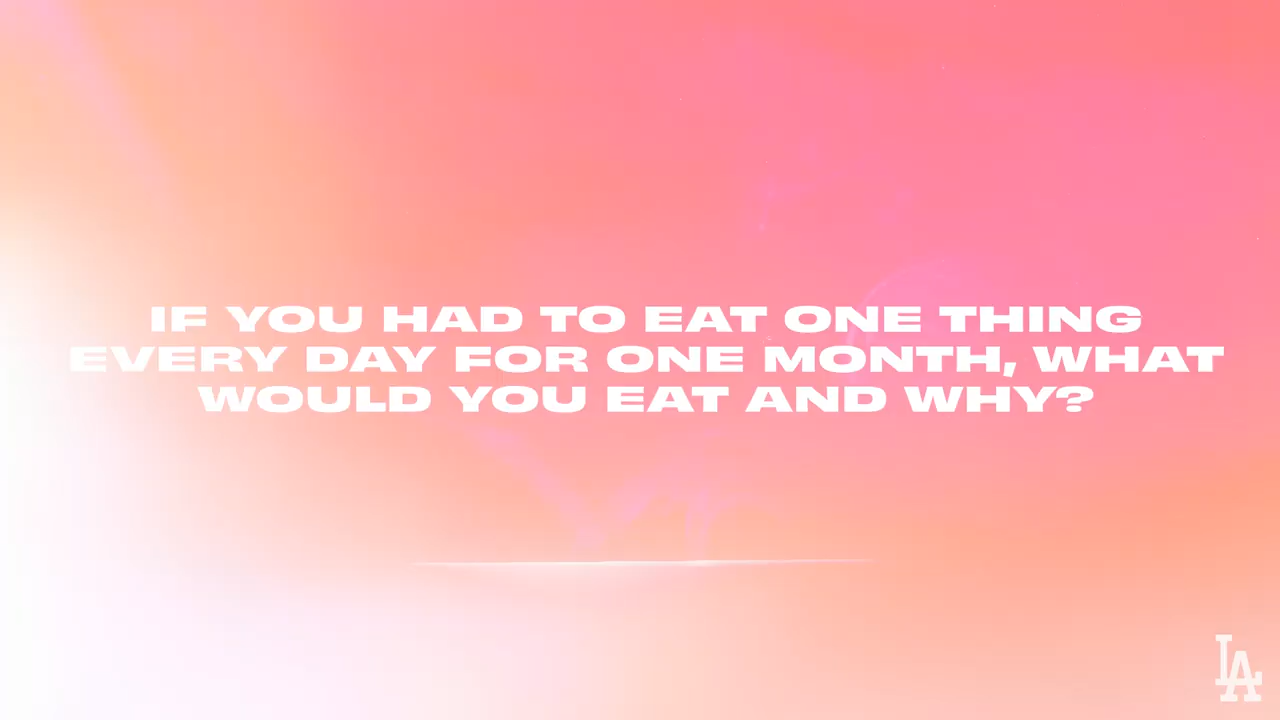 IF YOU HAD TO EAT ONE THING
EVERY DAY FOR ONE MONTH, WHAT
WOULD YOU EAT AND WHY?
LA